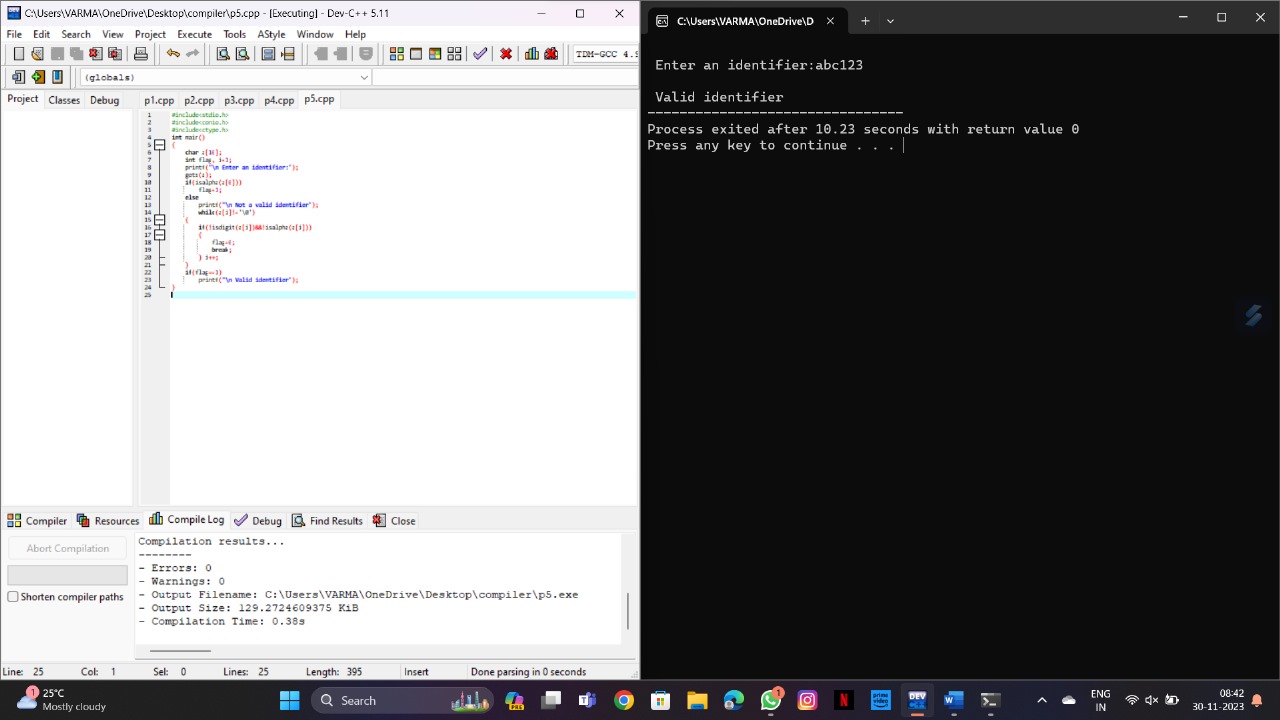 C:\Users\VARMA\OneDrive\Desktop\compiler\p5.cpp - [Executing] - Dev-C++ 5.11
File Edit Search View Project Execute Tools AStyle Window Help
TDM-GCC 4.9
(globals)
Project Classes Debug
p1.cpp p2.cpp p3.cpp p4.cpp p5.cpp
1 #include<stdio.h>
2 #include<conio.h>
3 #include<ctype.h>
4 int main()
5 {
6 char z[10];
7 int flag, i=1;
8 printf("\n Enter an identifier:");
9 gets(z);
10 if(isalpha(z[0]))
11 flag=1;
12 else
13 printf("\n Not a valid identifier");
14 while(z[i]!='\0')
15 {
16 if(!isdigit(z[i])&&!isalpha(z[i]))
17 {
18 flag=0;
19 break;
20 } i++;
21 }
22 if(flag==1)
23 printf("\n Valid identifier");
24 }
25
Compiler Resources Compile Log Debug Find Results Close
Abort Compilation
Shorten compiler paths
Compilation results...
--------
- Errors: 0
- Warnings: 0
- Output Filename: C:\Users\VARMA\OneDrive\Desktop\compiler\p5.exe
- Output Size: 129.2724609375 KiB
- Compilation Time: 0.38s
Line: 25 Col: 1 Sel: 0 Lines: 25 Length: 395 Insert Done parsing in 0 seconds
C:\Users\VARMA\OneDrive\D
Enter an identifier:abc123
Valid identifier
--------------------------------
Process exited after 10.23 seconds with return value 0
Press any key to continue . . .
1
25°C
Mostly cloudy
Search
PRE
1
N
prime video
DEV C++
W
ENG
IN
08:42
30-11-2023